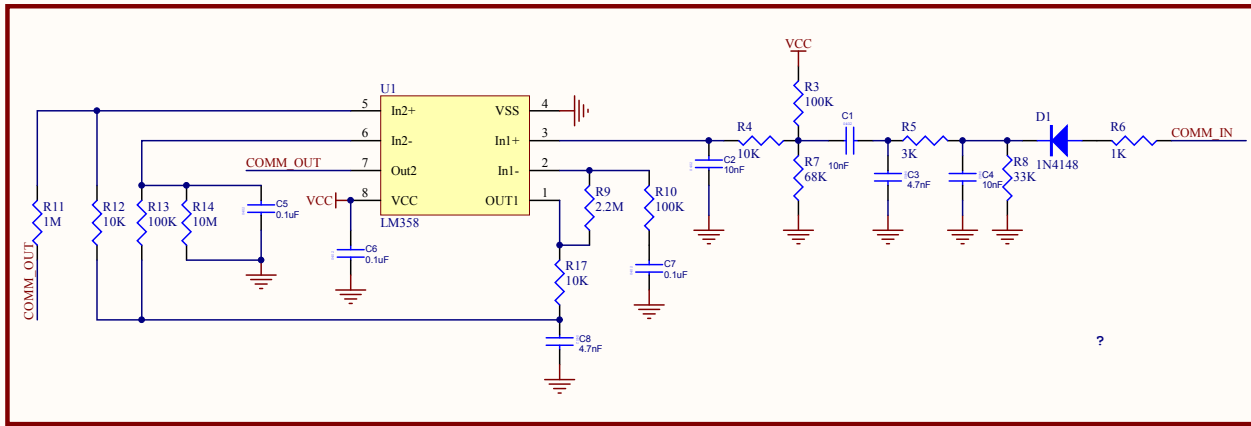 VCC
U1
R3
100K
5
In2+
VSS
4
C1
D1
R4
10K
R5
3K
R6
1K
COMM_IN
6
In2-
In1+
3
C2
10nF
10nF
R7
68K
1N4148
C3
4.7nF
C4
10nF
R8
33K
COMM_OUT
7
Out2
In1-
2
VCC
8
VCC
OUT1
1
LM358
R9
2.2M
R10
100K
R11
1M
R12
10K
R13
100K
R14
10M
C5
0.1uF
COMM_OUT
C6
0.1uF
R17
10K
C7
0.1uF
C8
4.7nF
?